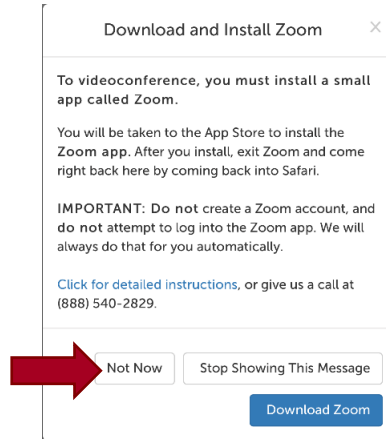 Download and Install Zoom ×
To videoconference, you must install a small
app called Zoom.
You will be taken to the App Store to install the
Zoom app. After you install, exit Zoom and come
right back here by coming back into Safari.
IMPORTANT: Do not create a Zoom account, and
do not attempt to log into the Zoom app. We will
always do that for you automatically.
Click for detailed instructions, or give us a call at
(888) 540-2829.
Not Now Stop Showing This Message
Download Zoom